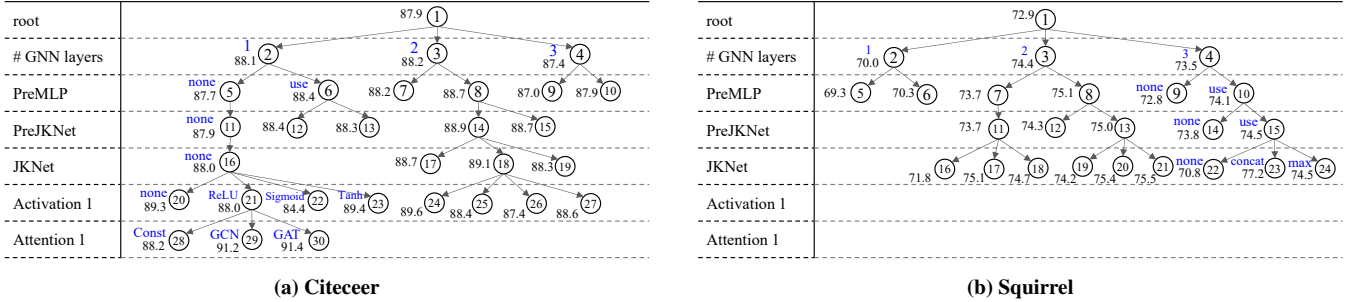 root
87.9 1
# GNN layers
1 2 88.1
2 3 88.2
3 4 87.4
PreMLP
none 5 87.7
use 6 88.4
88.2 7
88.7 8
87.0 9
87.9 10
PreJKNet
none 11 87.9
88.4 12
88.3 13
88.9 14
88.7 15
JKNet
none 16 88.0
88.7 17
89.1 18
88.3 19
Activation 1
none 20 89.3
ReLU 21 88.0
Sigmoid 22 84.4
Tanh 23 89.4
89.6 24
88.4 25
87.4 26
88.6 27
Attention 1
Const 28 88.2
GCN 29 91.2
GAT 30 91.4
(a) Citeceer
root
72.9 1
# GNN layers
1 2 70.0
2 3 74.4
3 4 73.5
PreMLP
69.3 5
70.3 6
73.7 7
75.1 8
none 9 72.8
use 10 74.1
PreJKNet
73.7 11
74.3 12
75.0 13
none 14 73.8
use 15 74.5
JKNet
71.8 16
75.1 17
74.7 18
74.2 19
75.4 20
75.5 21
none 22 70.8
concat 23 77.2
max 24 74.5
Activation 1
Attention 1
(b) Squirrel